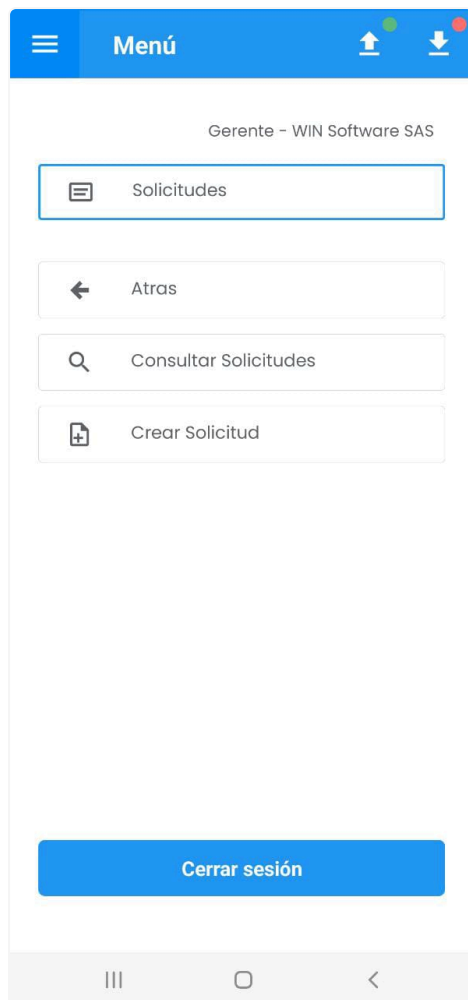 Menú
Gerente - WIN Software SAS
Solicitudes
Atras
Consultar Solicitudes
Crear Solicitud
Cerrar sesión